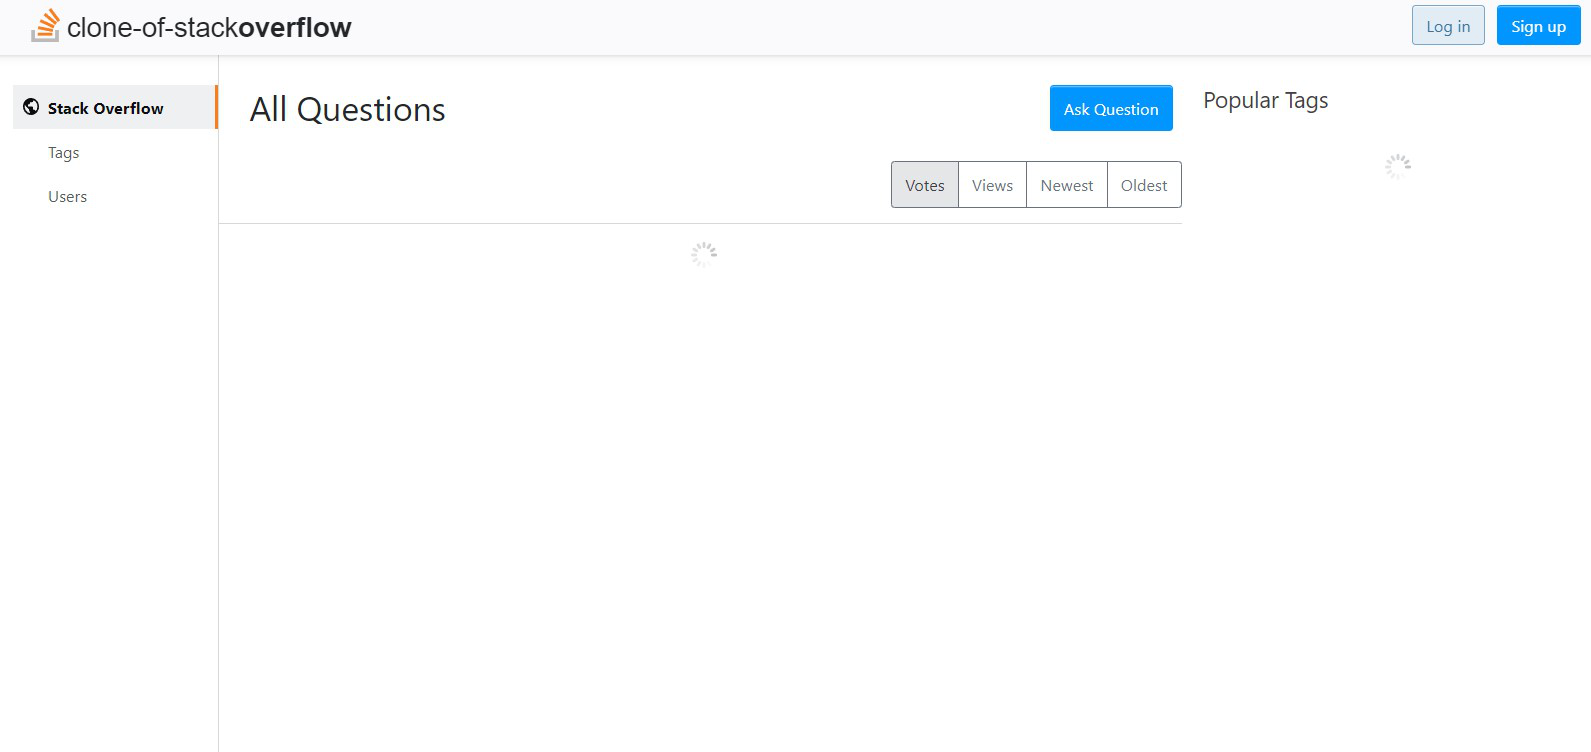 clone-of-stackoverflow
Log in
Sign up
Stack Overflow
Tags
Users
All Questions
Ask Question
Votes
Views
Newest
Oldest
Popular Tags